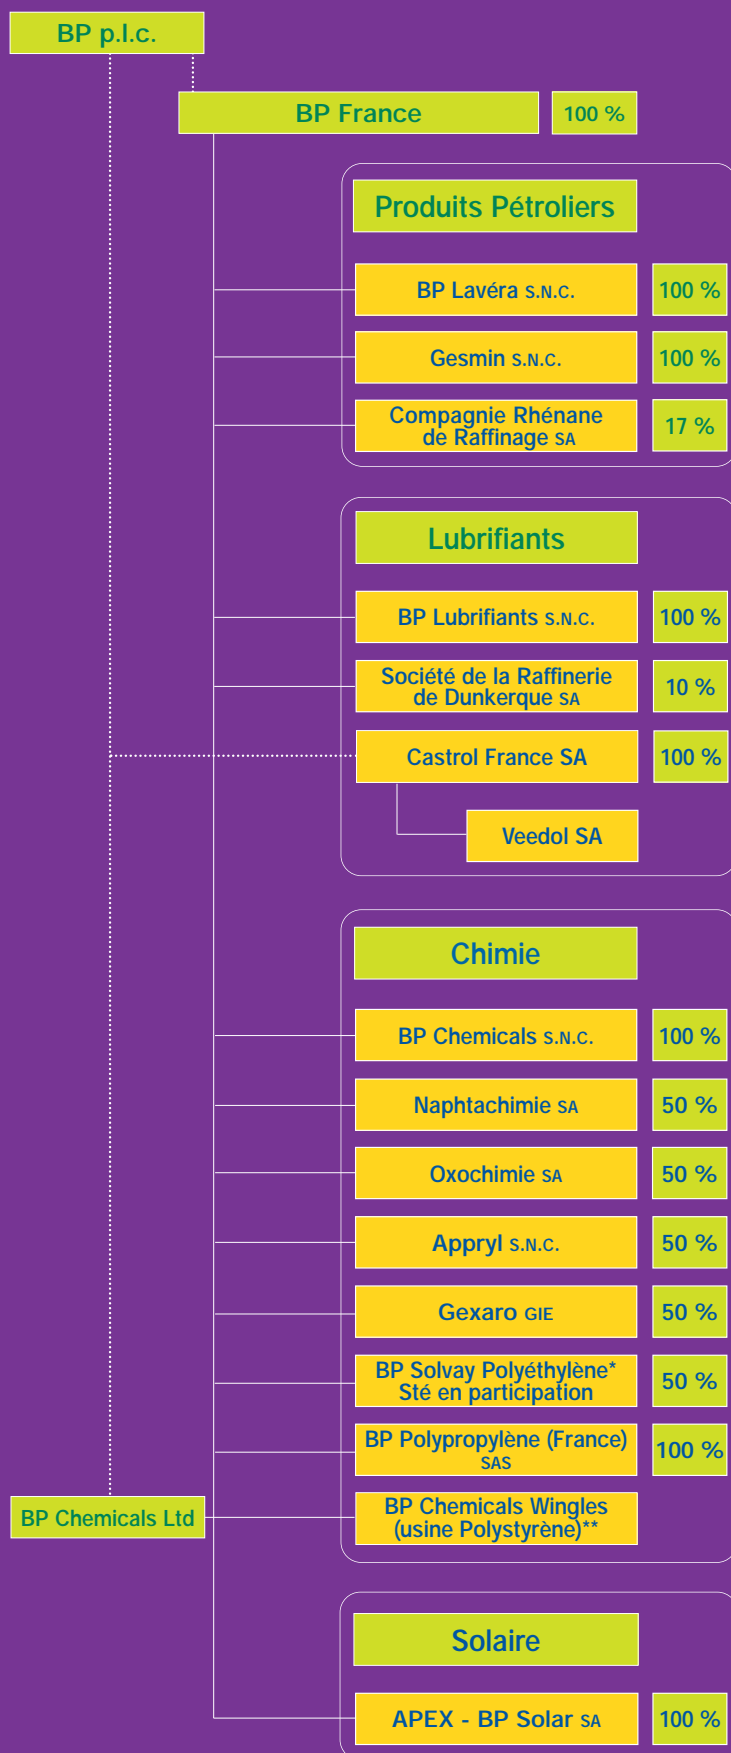 BP p.l.c.
BP France
100 %
Produits Pétroliers
BP Lavéra S.N.C.
100 %
Gesmin S.N.C.
100 %
Compagnie Rhénane
de Raffinage SA
17 %
Lubrifiants
BP Lubrifiants S.N.C.
100 %
Société de la Raffinerie
de Dunkerque SA
10 %
Castrol France SA
100 %
Veedol SA
Chimie
BP Chemicals S.N.C.
100 %
Naphtachimie SA
50 %
Oxochimie SA
50 %
Appryl S.N.C.
50 %
Gexaro GIE
50 %
BP Solvay Polyéthylène*
Sté en participation
50 %
BP Polypropylène (France)
SAS
100 %
BP Chemicals Ltd
BP Chemicals Wingles
(usine Polystyrène)**
Solaire
APEX - BP Solar SA
100 %